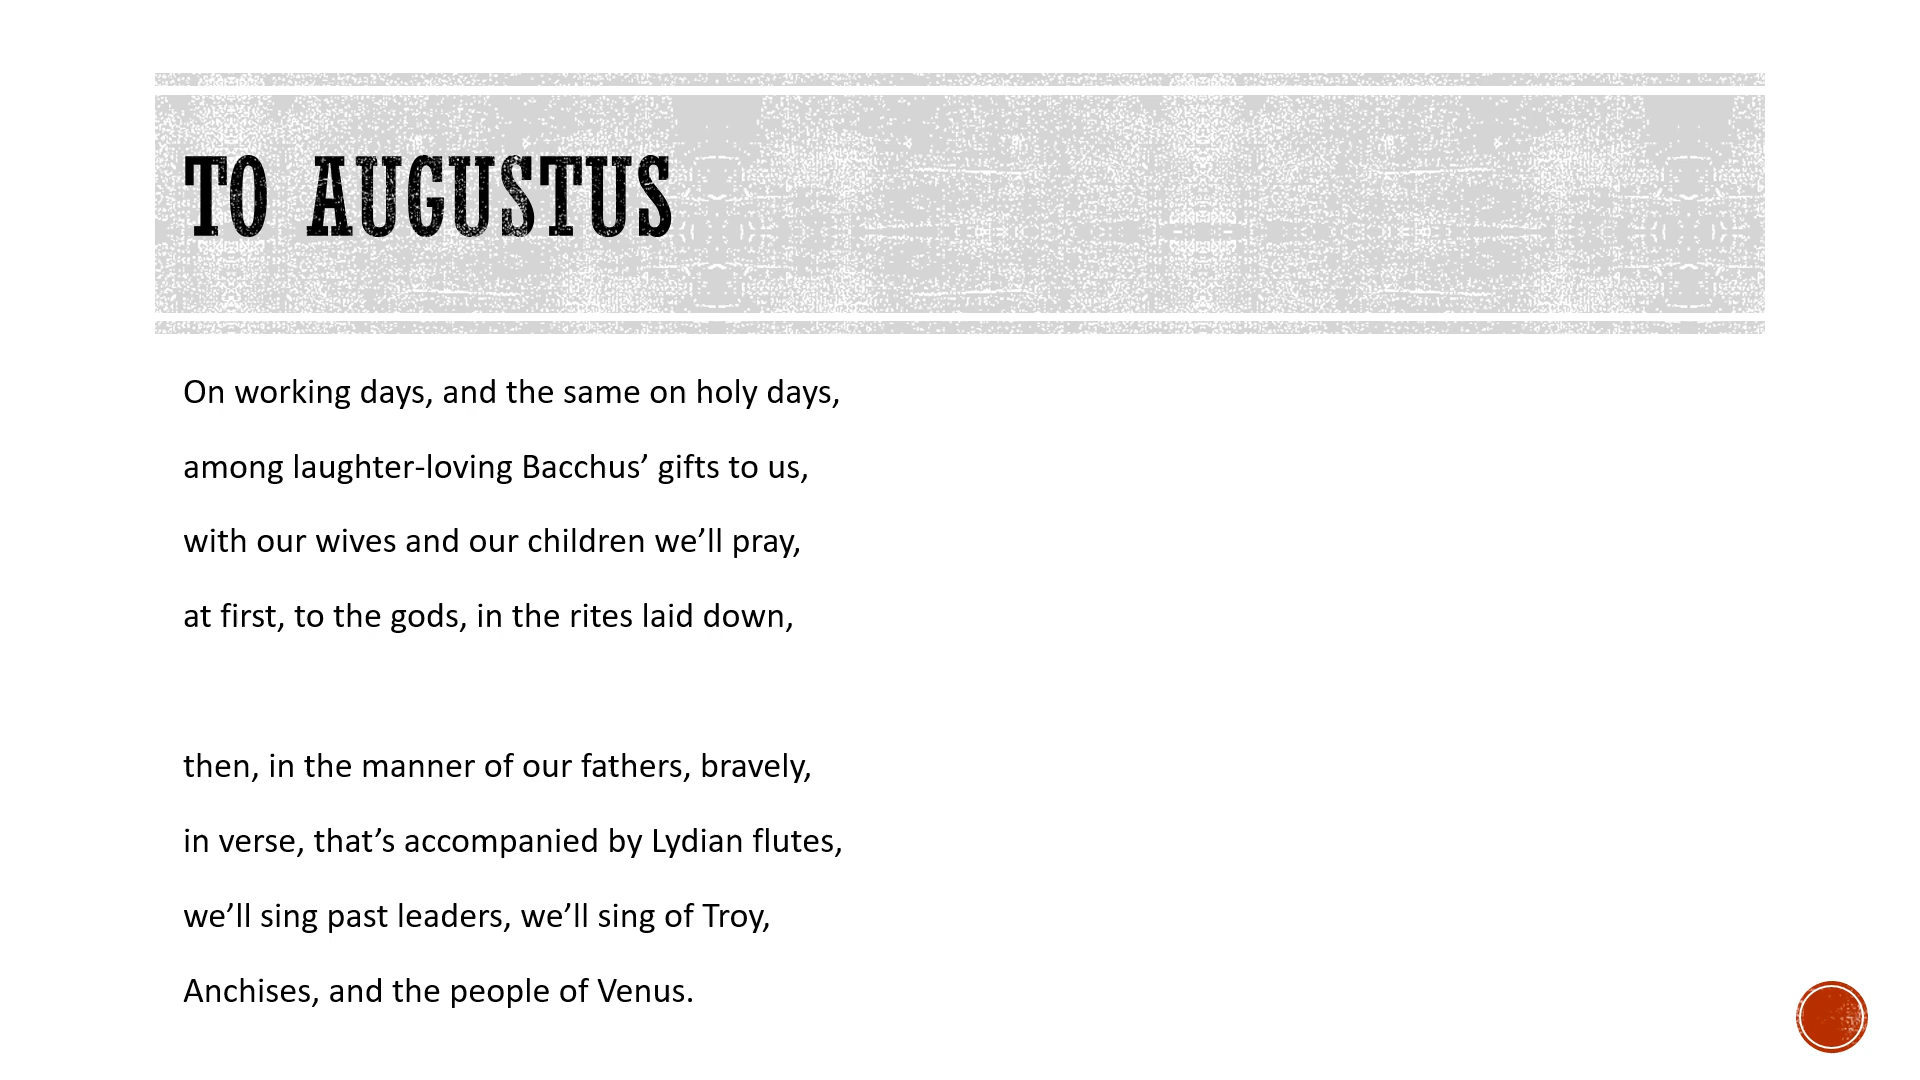 TO AUGUSTUS
On working days, and the same on holy days,
among laughter-loving Bacchus’ gifts to us,
with our wives and our children we’ll pray,
at first, to the gods, in the rites laid down,
then, in the manner of our fathers, bravely,
in verse, that’s accompanied by Lydian flutes,
we’ll sing past leaders, we’ll sing of Troy,
Anchises, and the people of Venus.